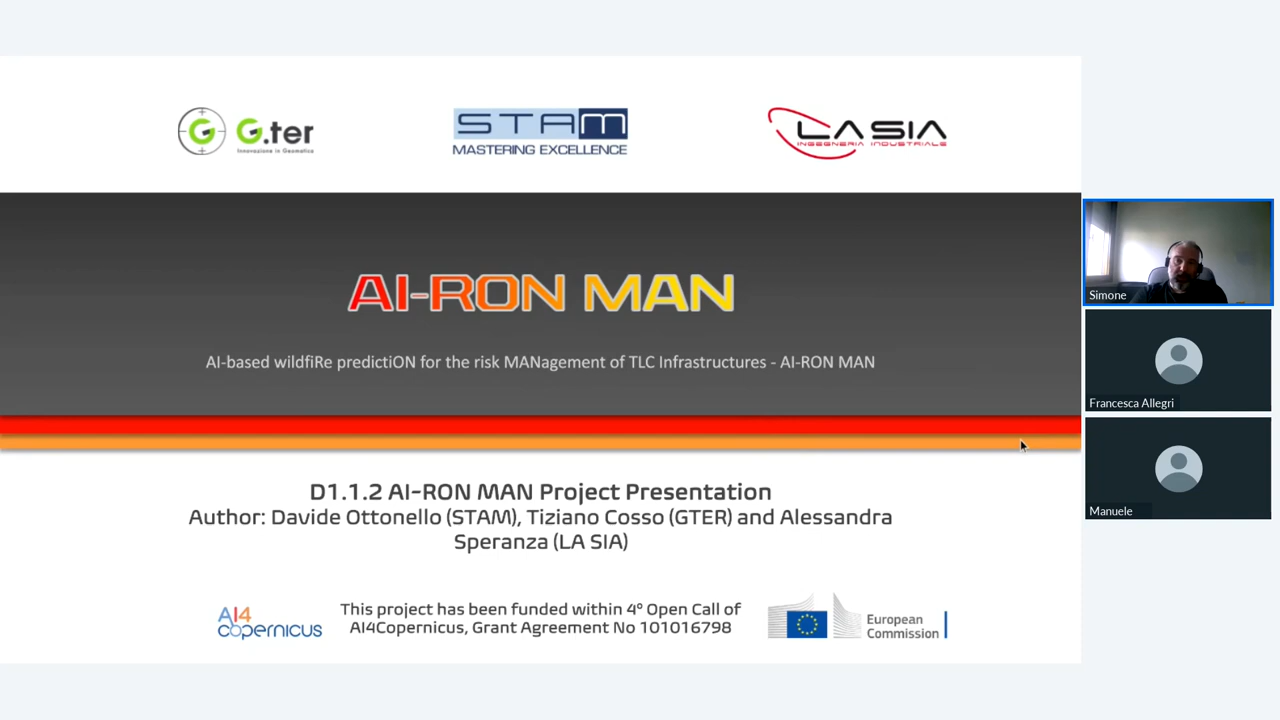 G G.ter
Innovazione in Geomatica
STAM
MASTERING EXCELLENCE
LA SIA
INGEGNERIA INDUSTRIALE
AI-RON MAN
AI-based wildfiRe predictiON for the risk MANagement of TLC Infrastructures - AI-RON MAN
D1.1.2 AI-RON MAN Project Presentation
Author: Davide Ottonello (STAM), Tiziano Cosso (GTER) and Alessandra
Speranza (LA SIA)
AI4
copernicus
This project has been funded within 4° Open Call of
AI4Copernicus, Grant Agreement No 101016798
European
Commission
Simone
Francesca Allegri
Manuele